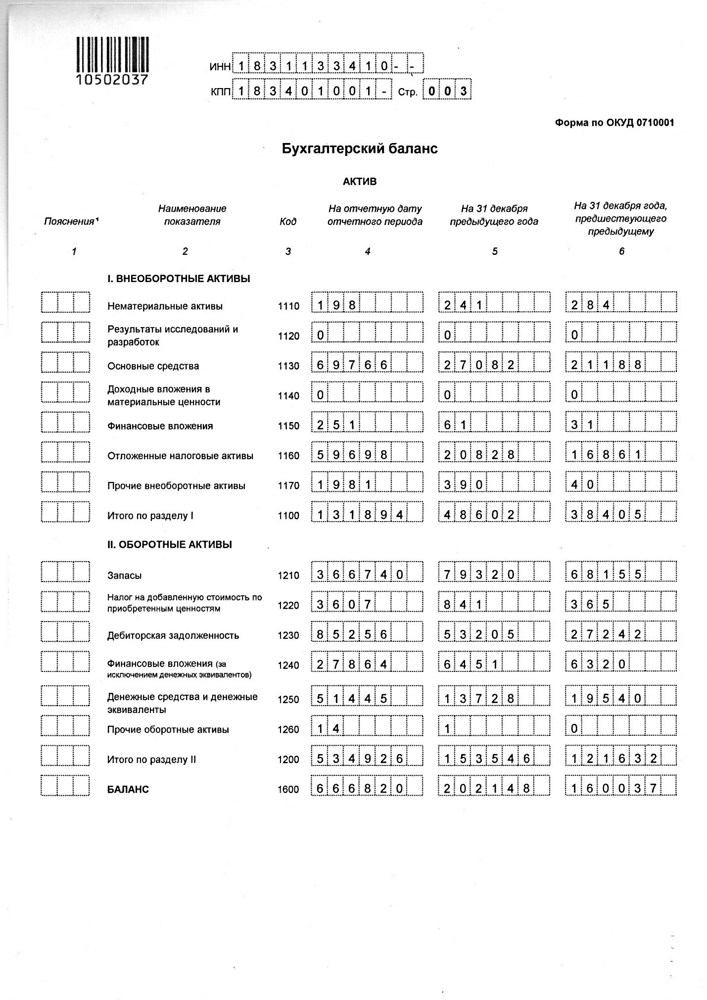 10502037
ИНН 1831133410--
КПП 183401001- Стр. 003
Форма по ОКУД 0710001
Бухгалтерский баланс
АКТИВ
Пояснения¹ Наименование показателя Код На отчетную дату отчетного периода На 31 декабря предыдущего года На 31 декабря года, предшествующего предыдущему
1 2 3 4 5 6
I. ВНЕОБОРОТНЫЕ АКТИВЫ
Нематериальные активы 1110 198 241 284
Результаты исследований и разработок 1120 0 0 0
Основные средства 1130 69766 27082 21188
Доходные вложения в материальные ценности 1140 0 0 0
Финансовые вложения 1150 251 61 31
Отложенные налоговые активы 1160 59698 20828 16861
Прочие внеоборотные активы 1170 1981 390 40
Итого по разделу I 1100 131894 48602 38405
II. ОБОРОТНЫЕ АКТИВЫ
Запасы 1210 366740 79320 68155
Налог на добавленную стоимость по приобретенным ценностям 1220 3607 841 365
Дебиторская задолженность 1230 85256 53205 27242
Финансовые вложения (за исключением денежных эквивалентов) 1240 27864 6451 6320
Денежные средства и денежные эквиваленты 1250 51445 13728 19540
Прочие оборотные активы 1260 14 1 0
Итого по разделу II 1200 534926 153546 121632
БАЛАНС 1600 666820 202148 160037